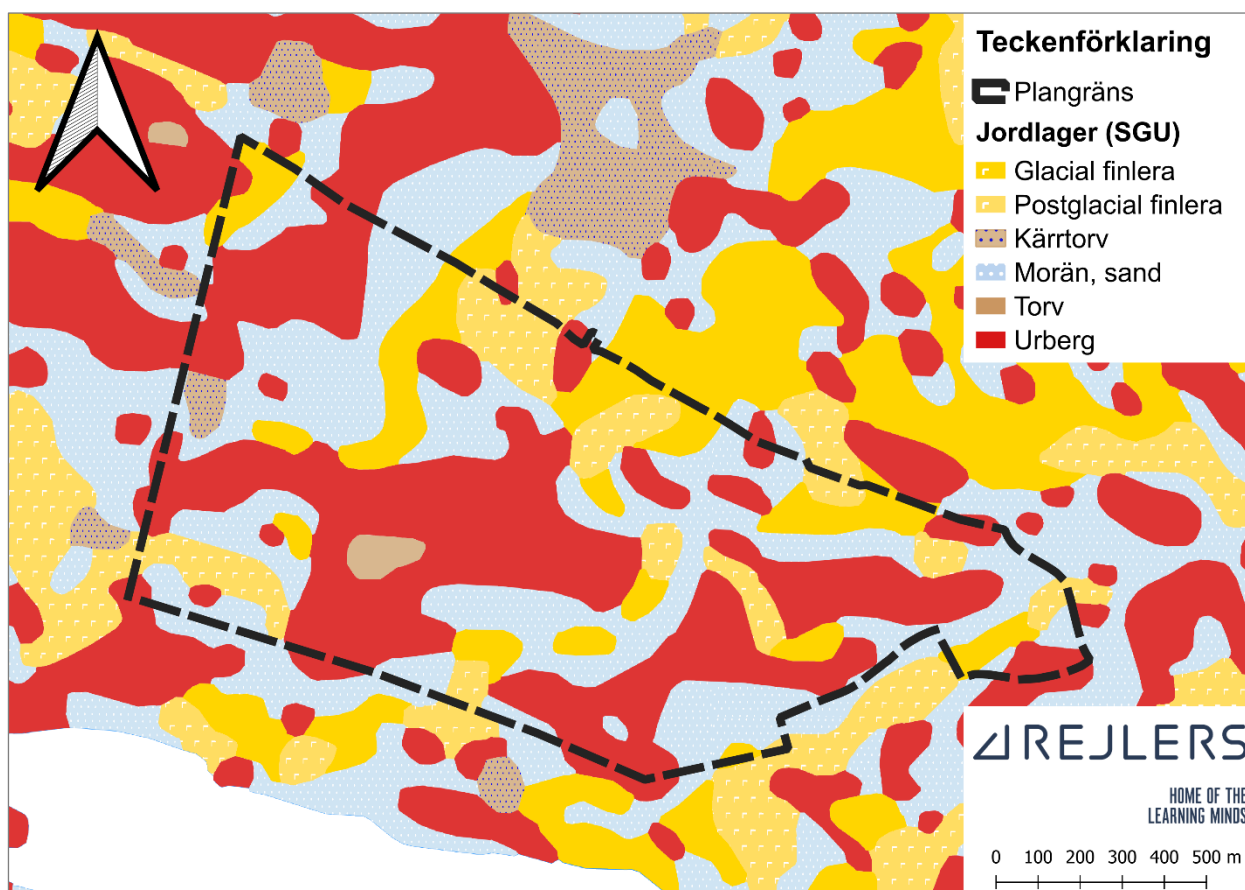 Teckenförklaring
Plangräns
Jordlager (SGU)
Glacial finlera
Postglacial finlera
Kärrtorv
Morän, sand
Torv
Urberg
REJLERS
HOME OF THE
LEARNING MINDS
0 100 200 300 400 500 m